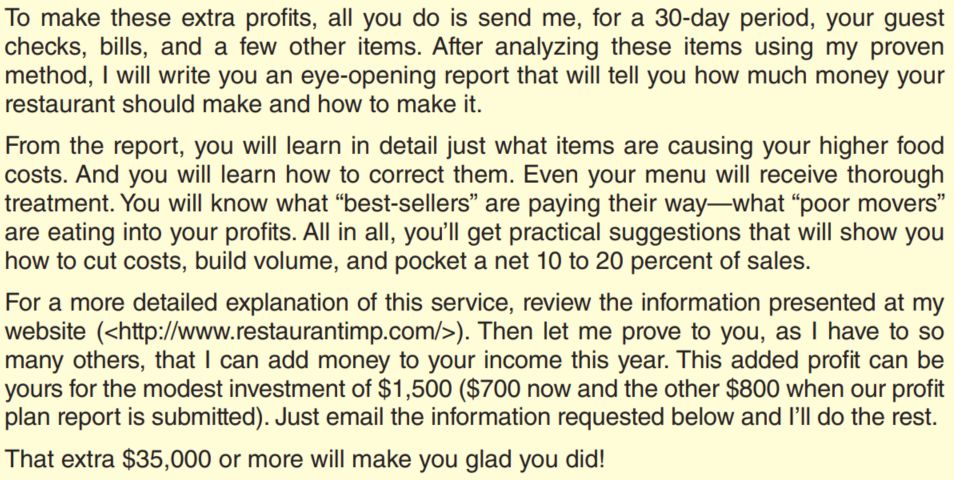 To make these extra profits, all you do is send me, for a 30-day period, your guest
checks, bills, and a few other items. After analyzing these items using my proven
method, I will write you an eye-opening report that will tell you how much money your
restaurant should make and how to make it.
From the report, you will learn in detail just what items are causing your higher food
costs. And you will learn how to correct them. Even your menu will receive thorough
treatment. You will know what “best-sellers” are paying their way—what “poor movers”
are eating into your profits. All in all, you’ll get practical suggestions that will show you
how to cut costs, build volume, and pocket a net 10 to 20 percent of sales.
For a more detailed explanation of this service, review the information presented at my
website (<http://www.restaurantimp.com/>). Then let me prove to you, as I have to so
many others, that I can add money to your income this year. This added profit can be
yours for the modest investment of $1,500 ($700 now and the other $800 when our profit
plan report is submitted). Just email the information requested below and I’ll do the rest.
That extra $35,000 or more will make you glad you did!